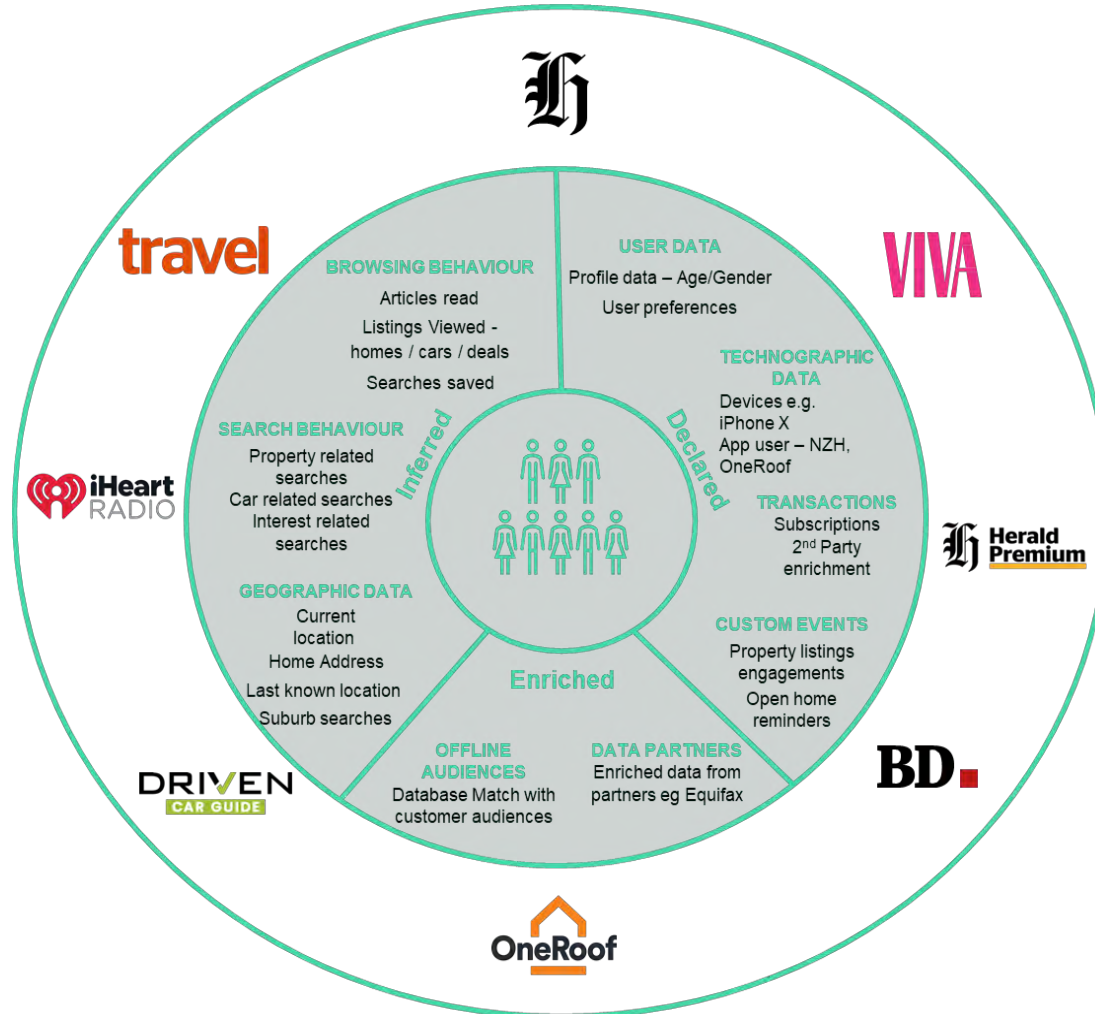 H
travel
VIVA
iHeart
RADIO
H Herald
Premium
DRIVEN
CAR GUIDE
BD.
OneRoof
BROWSING BEHAVIOUR
Articles read
Listings Viewed -
homes / cars / deals
Searches saved
SEARCH BEHAVIOUR
Property related
searches
Car related searches
Interest related
searches
GEOGRAPHIC DATA
Current
location
Home Address
Last known location
Suburb searches
Inferred
USER DATA
Profile data – Age/Gender
User preferences
TECHNOGRAPHIC
DATA
Devices e.g.
iPhone X
App user – NZH,
OneRoof
TRANSACTIONS
Subscriptions
2nd Party
enrichment
CUSTOM EVENTS
Property listings
engagements
Open home
reminders
Declared
Enriched
OFFLINE
AUDIENCES
Database Match with
customer audiences
DATA PARTNERS
Enriched data from
partners eg Equifax